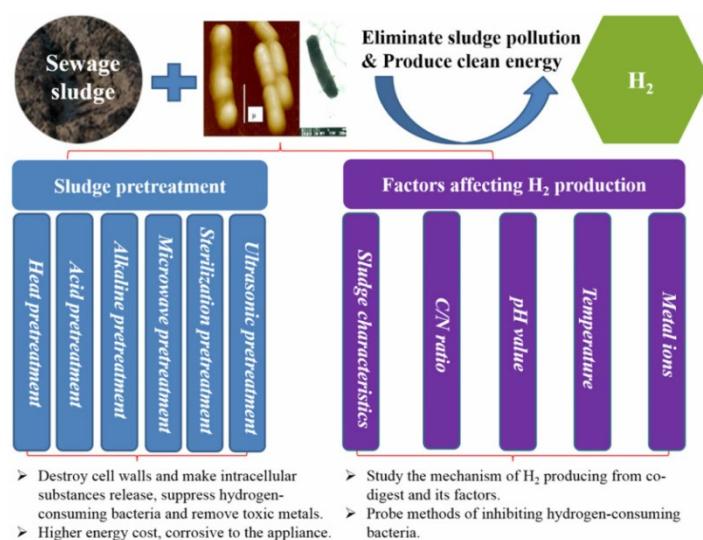 Sewage
sludge
Eliminate sludge pollution
& Produce clean energy
H₂
Sludge pretreatment
Heat pretreatment
Acid pretreatment
Alkaline pretreatment
Microwave pretreatment
Sterilization pretreatment
Ultrasonic pretreatment
Factors affecting H₂ production
Sludge characteristics
C/N ratio
pH value
Temperature
Metal ions
➢ Destroy cell walls and make intracellular
substances release, suppress hydrogen-
consuming bacteria and remove toxic metals.
➢ Higher energy cost, corrosive to the appliance.
➢ Study the mechanism of H₂ producing from co-
digest and its factors.
➢ Probe methods of inhibiting hydrogen-consuming
bacteria.